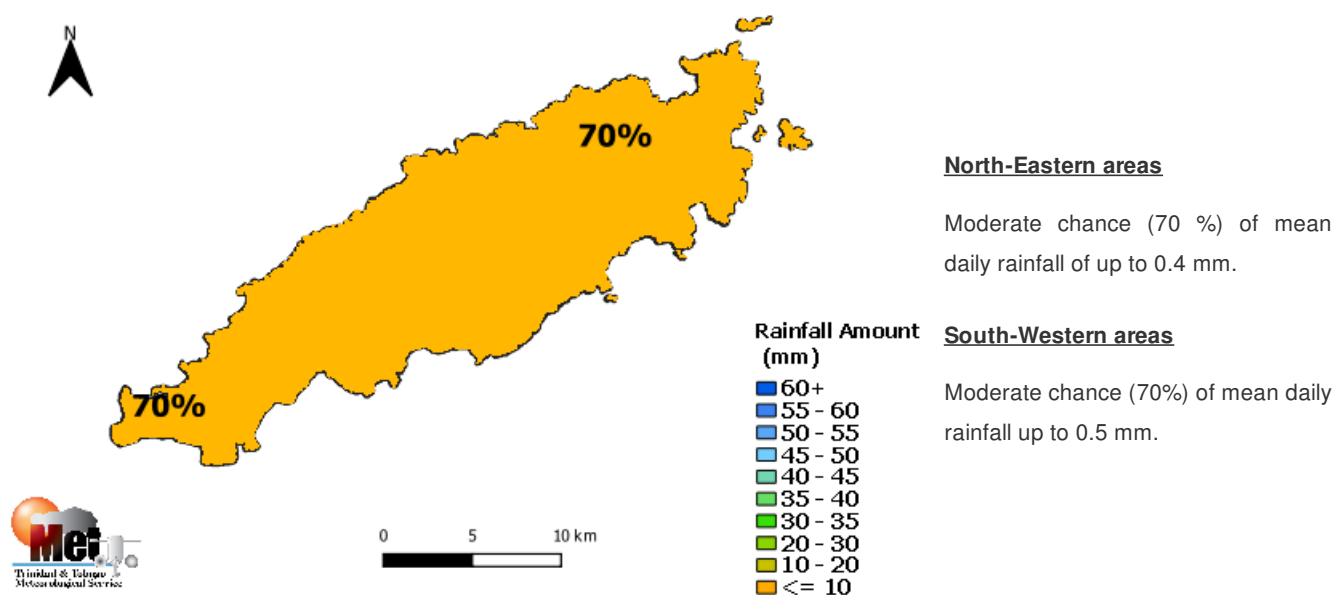 N
70%
70%
North-Eastern areas
Moderate chance (70 %) of mean
daily rainfall of up to 0.4 mm.
South-Western areas
Moderate chance (70%) of mean daily
rainfall up to 0.5 mm.
Rainfall Amount
(mm)
60+
55 - 60
50 - 55
45 - 50
40 - 45
35 - 40
30 - 35
20 - 30
10 - 20
<= 10
0 5 10 km
Met
Trinidad & Tobago
Meteorological Service